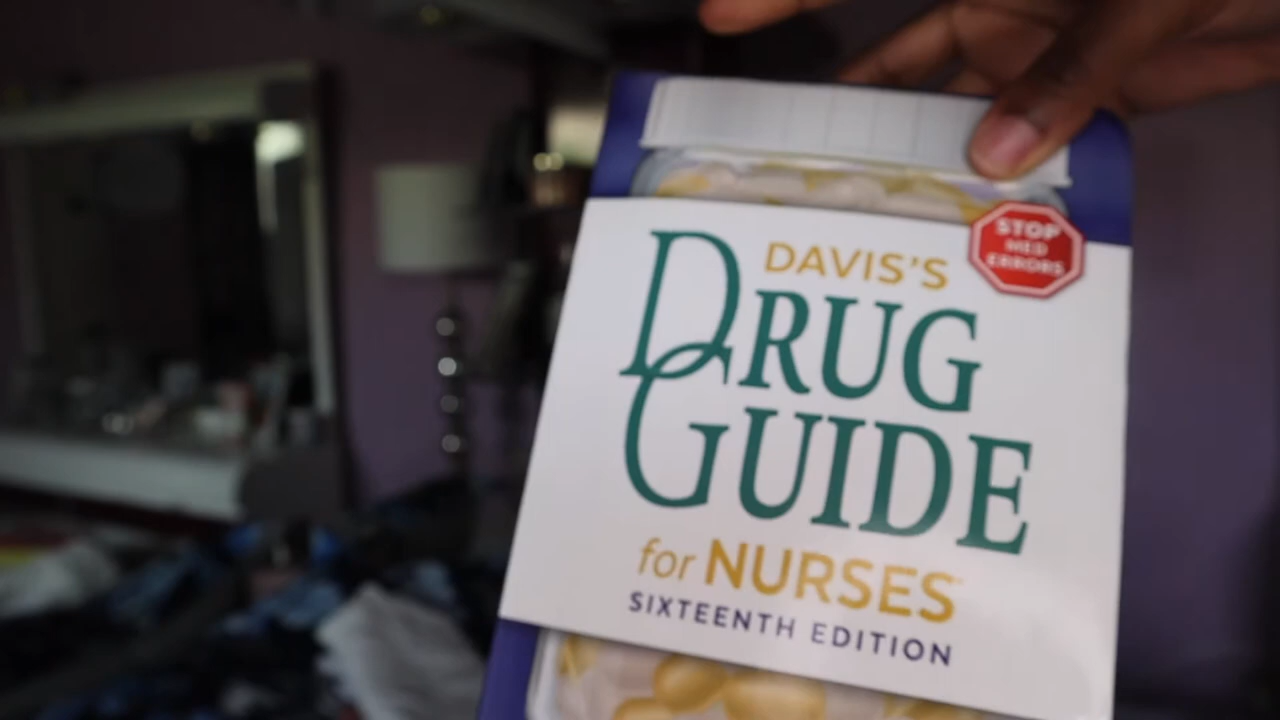 STOP
MED
ERRORS
DAVIS'S
DRUG
GUIDE
for NURSES
SIXTEENTH EDITION